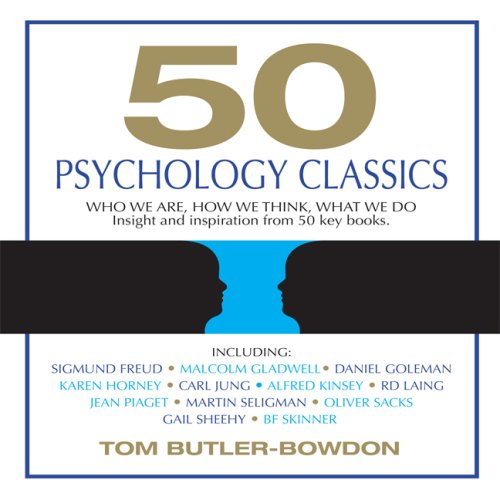 50
PSYCHOLOGY CLASSICS
WHO WE ARE, HOW WE THINK, WHAT WE DO
Insight and inspiration from 50 key books.
INCLUDING:
SIGMUND FREUD • MALCOLM GLADWELL • DANIEL GOLEMAN
KAREN HORNEY • CARL JUNG • ALFRED KINSEY • RD LAING
JEAN PIAGET • MARTIN SELIGMAN • OLIVER SACKS
GAIL SHEEHY • BF SKINNER
TOM BUTLER-BOWDON